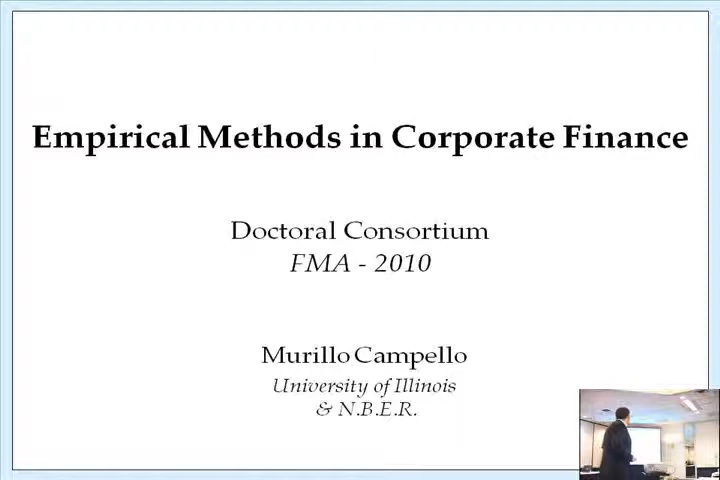 Empirical Methods in Corporate Finance
Doctoral Consortium
FMA - 2010
Murillo Campello
University of Illinois
& N.B.E.R.